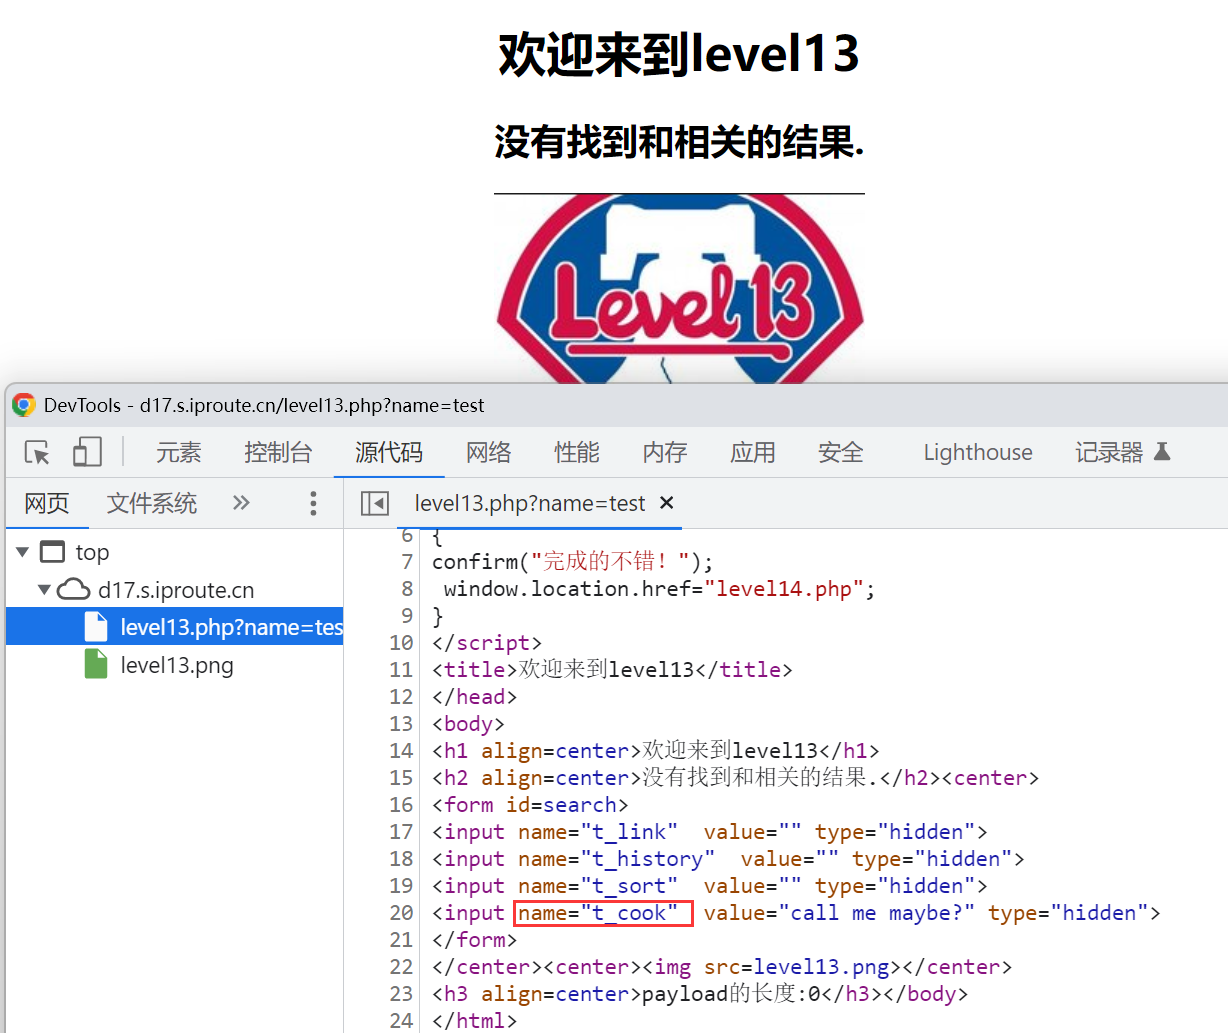 欢迎来到level13
没有找到和相关的结果.
Level 13
DevTools - d17.s.iproute.cn/level13.php?name=test
元素 控制台 源代码 网络 性能 内存 应用 安全 Lighthouse 记录器
网页 文件系统 » level13.php?name=test ×
top
d17.s.iproute.cn
level13.php?name=tes
level13.png
6 {
7 confirm("完成的不错！");
8  window.location.href="level14.php";
9 }
10 </script>
11 <title>欢迎来到level13</title>
12 </head>
13 <body>
14 <h1 align=center>欢迎来到level13</h1>
15 <h2 align=center>没有找到和相关的结果.</h2><center>
16 <form id=search>
17 <input name="t_link"  value="" type="hidden">
18 <input name="t_history"  value="" type="hidden">
19 <input name="t_sort"  value="" type="hidden">
20 <input name="t_cook"  value="call me maybe?" type="hidden">
21 </form>
22 </center><center><img src=level13.png></center>
23 <h3 align=center>payload的长度:0</h3></body>
24 </html>